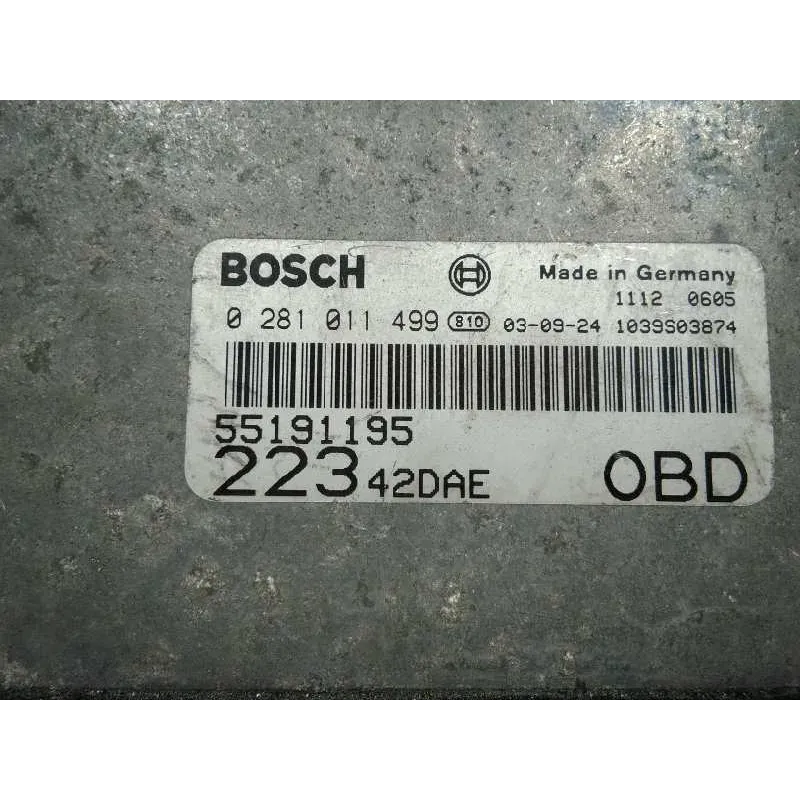 BOSCH Made in Germany
1112 0605
0 281 011 499 810 03-09-24 1039S03874
55191195
223 42DAE OBD